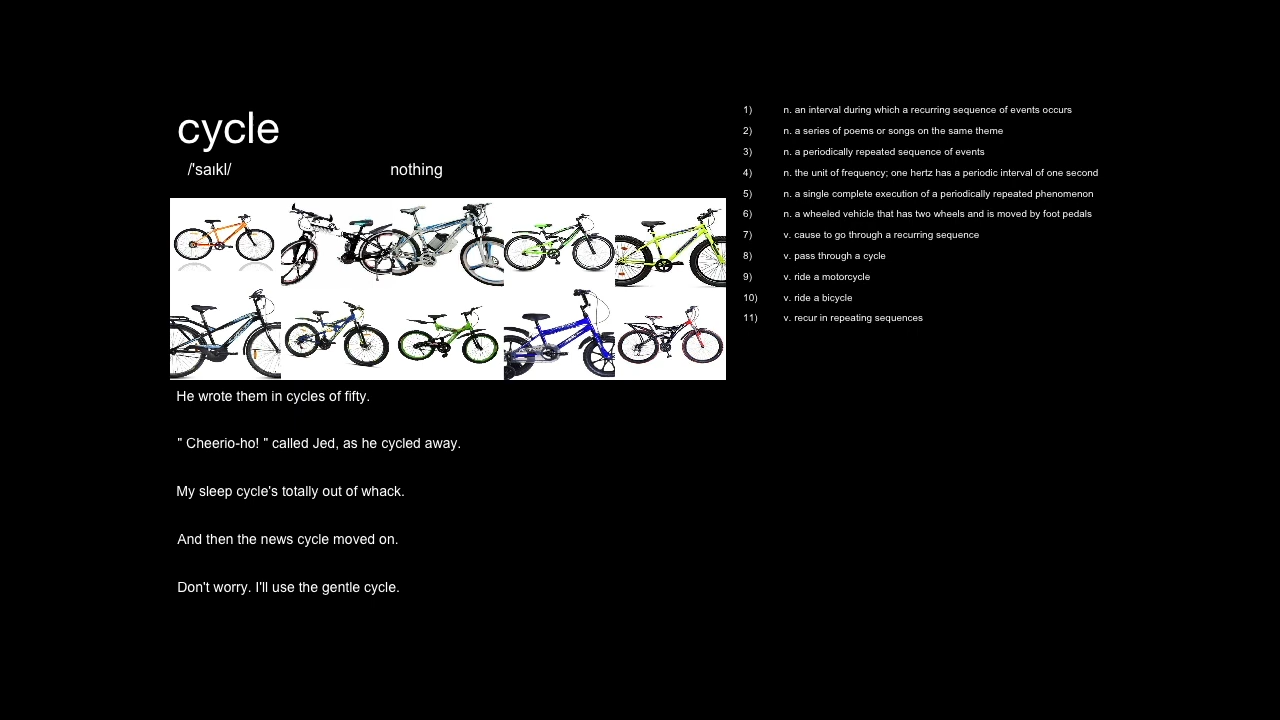 cycle
/'saıkl/
nothing
1) n. an interval during which a recurring sequence of events occurs
2) n. a series of poems or songs on the same theme
3) n. a periodically repeated sequence of events
4) n. the unit of frequency; one hertz has a periodic interval of one second
5) n. a single complete execution of a periodically repeated phenomenon
6) n. a wheeled vehicle that has two wheels and is moved by foot pedals
7) v. cause to go through a recurring sequence
8) v. pass through a cycle
9) v. ride a motorcycle
10) v. ride a bicycle
11) v. recur in repeating sequences
He wrote them in cycles of fifty.
" Cheerio-ho! " called Jed, as he cycled away.
My sleep cycle's totally out of whack.
And then the news cycle moved on.
Don't worry. I'll use the gentle cycle.